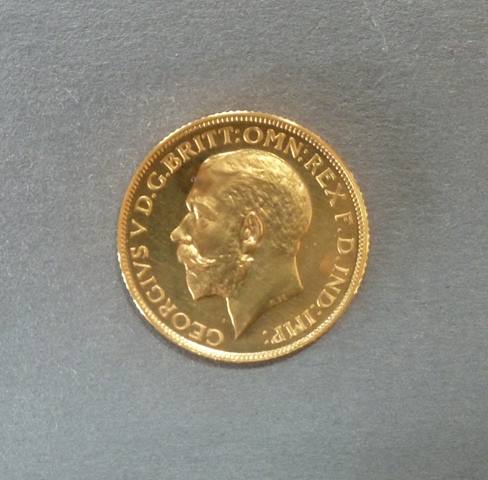 GEORGIVS V D.G.BRITT:OMN:REX F.D.IND:IMP: